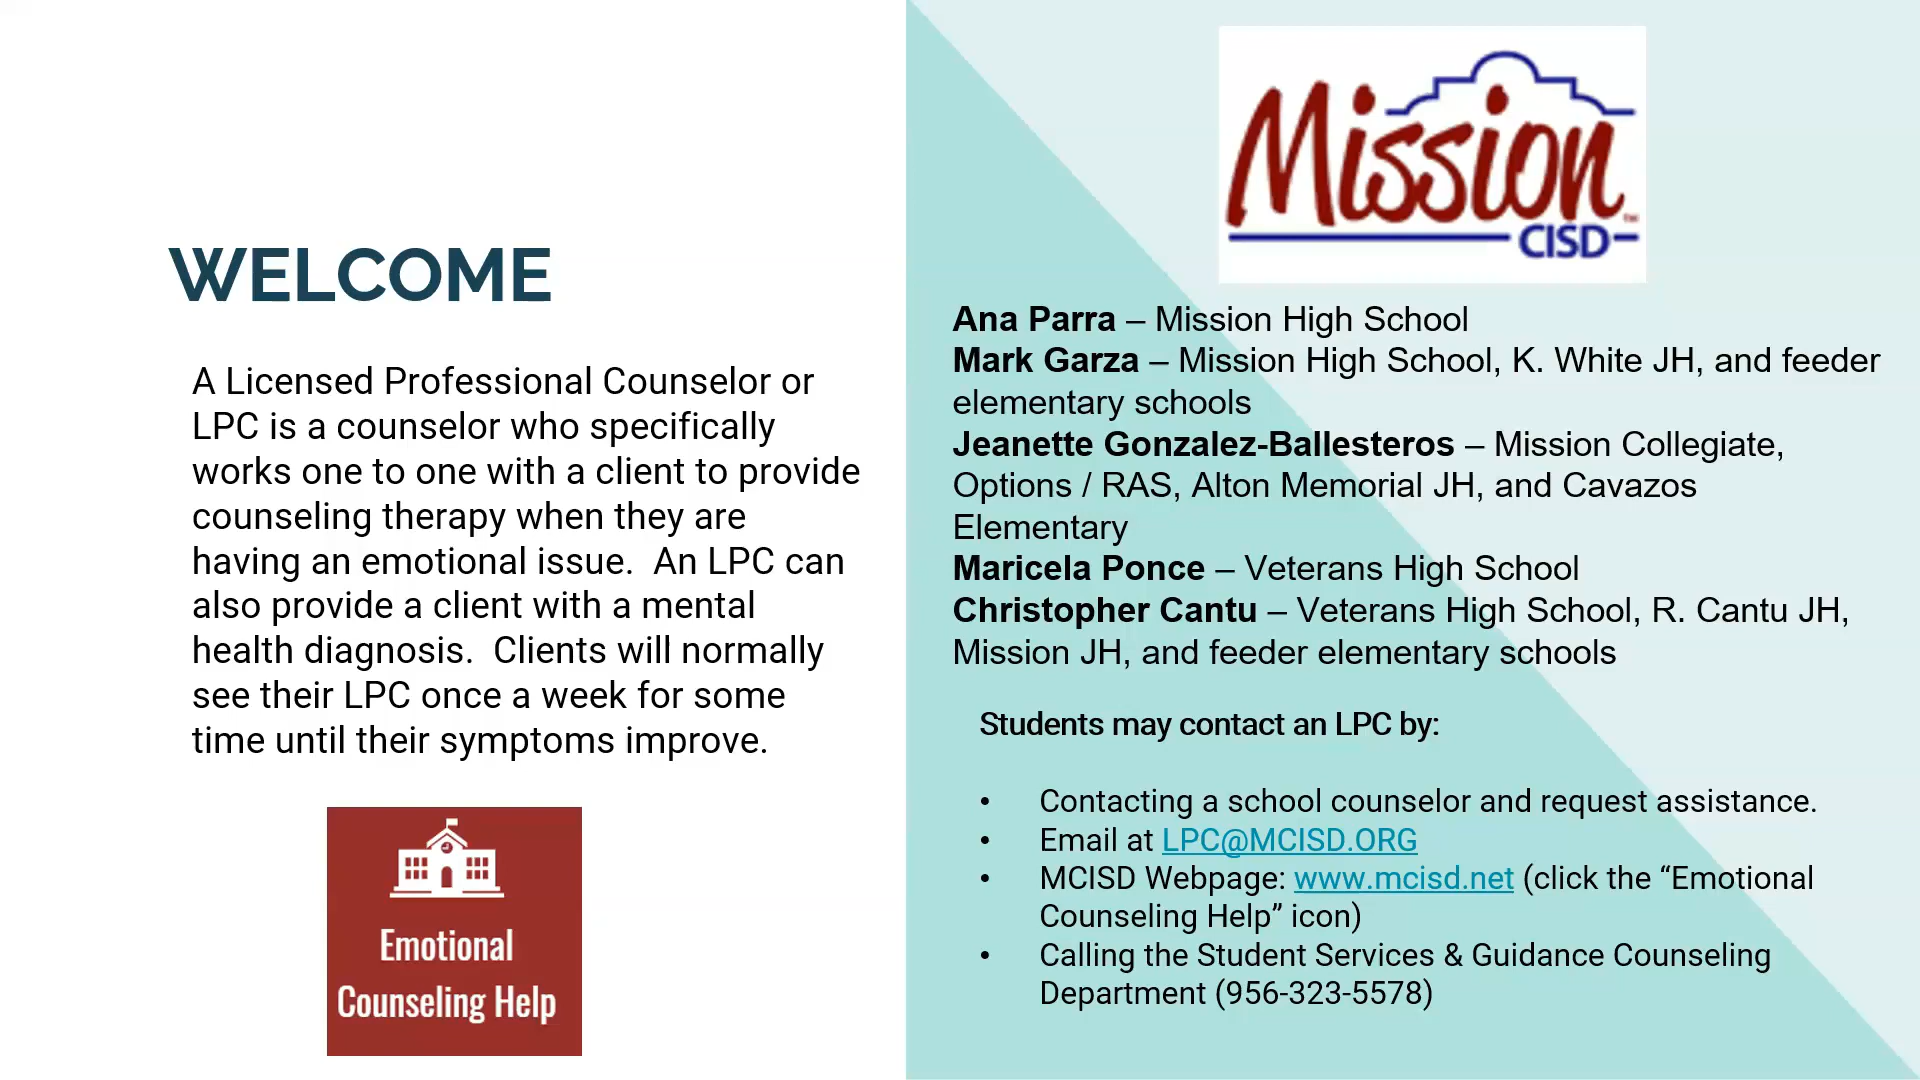 WELCOME
A Licensed Professional Counselor or
LPC is a counselor who specifically
works one to one with a client to provide
counseling therapy when they are
having an emotional issue.  An LPC can
also provide a client with a mental
health diagnosis.  Clients will normally
see their LPC once a week for some
time until their symptoms improve.
Emotional
Counseling Help
Mission
CISD
Ana Parra – Mission High School
Mark Garza – Mission High School, K. White JH, and feeder
elementary schools
Jeanette Gonzalez-Ballesteros – Mission Collegiate,
Options / RAS, Alton Memorial JH, and Cavazos
Elementary
Maricela Ponce – Veterans High School
Christopher Cantu – Veterans High School, R. Cantu JH,
Mission JH, and feeder elementary schools
Students may contact an LPC by:
• Contacting a school counselor and request assistance.
• Email at LPC@MCISD.ORG
• MCISD Webpage: www.mcisd.net (click the “Emotional
Counseling Help” icon)
• Calling the Student Services & Guidance Counseling
Department (956-323-5578)